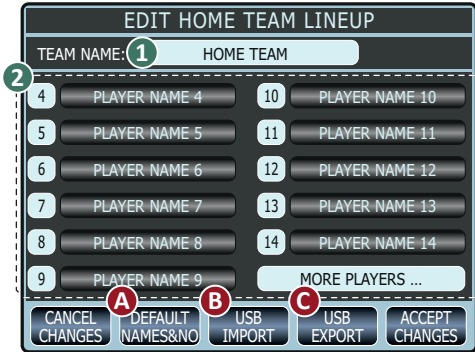 EDIT HOME TEAM LINEUP
TEAM NAME: 1 HOME TEAM
2
4 PLAYER NAME 4 10 PLAYER NAME 10
5 PLAYER NAME 5 11 PLAYER NAME 11
6 PLAYER NAME 6 12 PLAYER NAME 12
7 PLAYER NAME 7 13 PLAYER NAME 13
8 PLAYER NAME 8 14 PLAYER NAME 14
9 PLAYER NAME 9 MORE PLAYERS ...
A B C
CANCEL DEFAULT USB USB ACCEPT
CHANGES NAMES&NO IMPORT EXPORT CHANGES